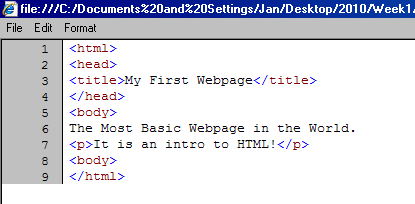 file:///C:/Documents%20and%20Settings/Jan/Desktop/2010/Week1/
File Edit Format
1 <html>
2 <head>
3 <title>My First Webpage</title>
4 </head>
5 <body>
6 The Most Basic Webpage in the World.
7 <p>It is an intro to HTML!</p>
8 <body>
9 </html>